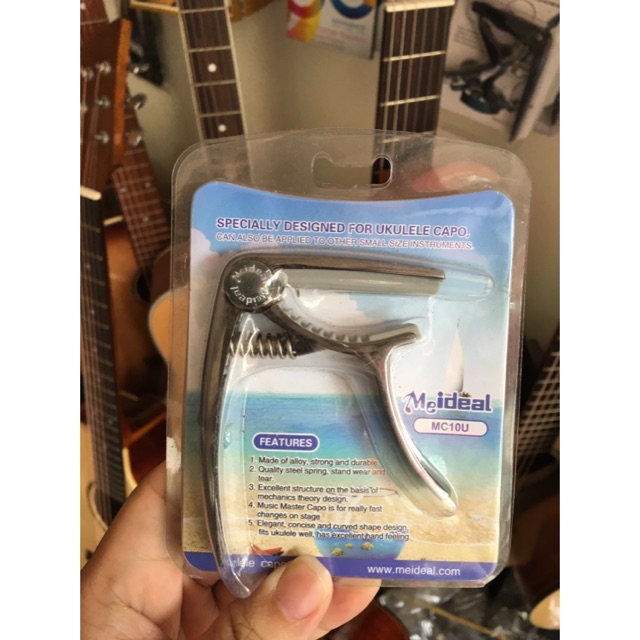 SPECIALLY DESIGNED FOR UKULELE CAPO.
CAN ALSO BE APPLIED TO OTHER SMALL SIZE INSTRUMENTS
Meideal
Meideal
Meideal
MC10U
FEATURES
1. Made of alloy, strong and durable.
2. Quality steel spring, stand wear and
tear.
3. Excellent structure on the basis of
mechanics theory design.
4. Music Master Capo is for really fast
changes on stage
5. Elegant, concise and curved shape design,
fits ukulele well, has excellent hand feeling.
www.meideal.com